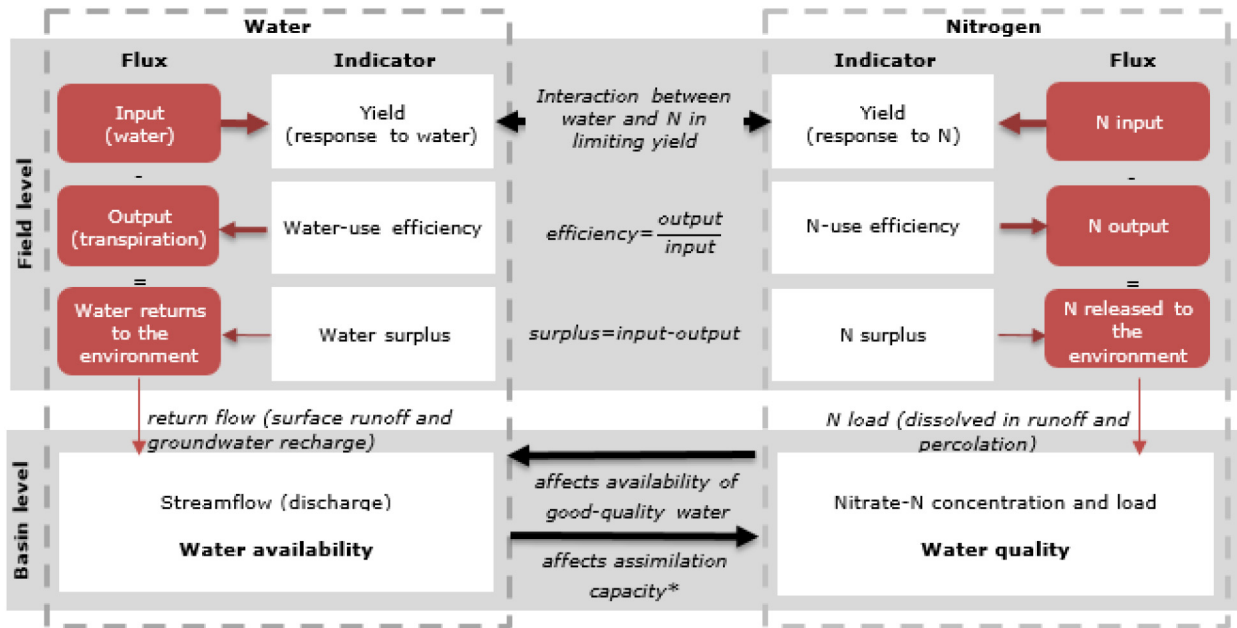 Water
Nitrogen
Flux
Indicator
Indicator
Flux
Field level
Input
(water)
Yield
(response to water)
Interaction between
water and N in
limiting yield
Yield
(response to N)
N input
-
-
Output
(transpiration)
Water-use efficiency
efficiency=output/input
N-use efficiency
N output
=
=
Water returns
to the
environment
Water surplus
surplus=input-output
N surplus
N released to
the
environment
return flow (surface runoff and
groundwater recharge)
N load (dissolved in runoff and
percolation)
Basin level
Streamflow (discharge)
Water availability
affects availability of
good-quality water
affects assimilation
capacity*
Nitrate-N concentration and load
Water quality